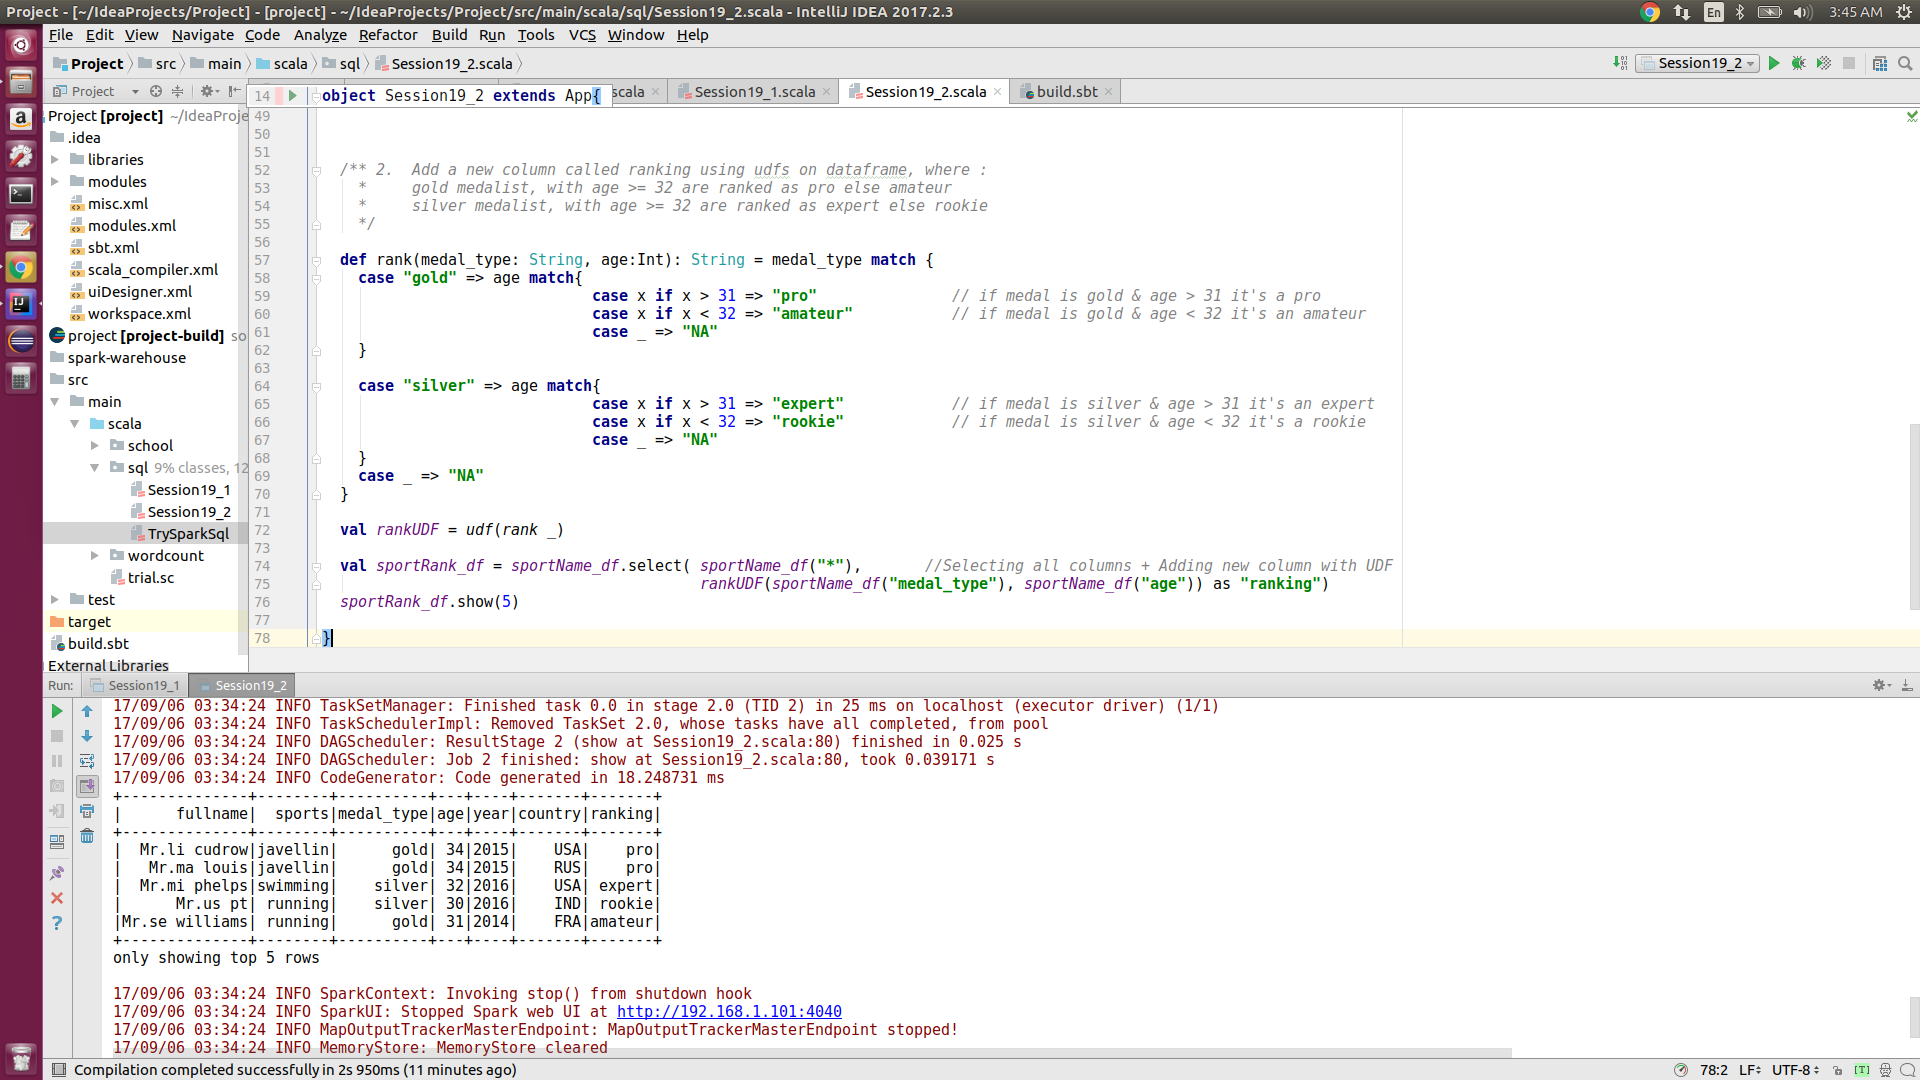 Project - [~/IdeaProjects/Project] - [project] - ~/IdeaProjects/Project/src/main/scala/sql/Session19_2.scala - IntelliJ IDEA 2017.2.3
En
3:45 AM
File Edit View Navigate Code Analyze Refactor Build Run Tools VCS Window Help
Project src main scala sql Session19_2.scala
Session19_2
Project
scala
Session19_1.scala
Session19_2.scala
build.sbt
14 object Session19_2 extends App{
Project [project] ~/IdeaProje
.idea
libraries
modules
misc.xml
modules.xml
sbt.xml
scala_compiler.xml
uiDesigner.xml
workspace.xml
project [project-build] so
spark-warehouse
src
main
scala
school
sql 9% classes, 12
Session19_1
Session19_2
TrySparkSql
wordcount
trial.sc
test
target
build.sbt
External Libraries
49
50
51
52 /** 2. Add a new column called ranking using udfs on dataframe, where :
53 * gold medalist, with age >= 32 are ranked as pro else amateur
54 * silver medalist, with age >= 32 are ranked as expert else rookie
55 */
56
57 def rank(medal_type: String, age:Int): String = medal_type match {
58 case "gold" => age match{
59 case x if x > 31 => "pro" // if medal is gold & age > 31 it's a pro
60 case x if x < 32 => "amateur" // if medal is gold & age < 32 it's an amateur
61 case _ => "NA"
62 }
63
64 case "silver" => age match{
65 case x if x > 31 => "expert" // if medal is silver & age > 31 it's an expert
66 case x if x < 32 => "rookie" // if medal is silver & age < 32 it's a rookie
67 case _ => "NA"
68 }
69 case _ => "NA"
70 }
71
72 val rankUDF = udf(rank _)
73
74 val sportRank_df = sportName_df.select( sportName_df("*"), //Selecting all columns + Adding new column with UDF
75 rankUDF(sportName_df("medal_type"), sportName_df("age")) as "ranking")
76 sportRank_df.show(5)
77
78 }
Run: Session19_1 Session19_2
17/09/06 03:34:24 INFO TaskSetManager: Finished task 0.0 in stage 2.0 (TID 2) in 25 ms on localhost (executor driver) (1/1)
17/09/06 03:34:24 INFO TaskSchedulerImpl: Removed TaskSet 2.0, whose tasks have all completed, from pool
17/09/06 03:34:24 INFO DAGScheduler: ResultStage 2 (show at Session19_2.scala:80) finished in 0.025 s
17/09/06 03:34:24 INFO DAGScheduler: Job 2 finished: show at Session19_2.scala:80, took 0.039171 s
17/09/06 03:34:24 INFO CodeGenerator: Code generated in 18.248731 ms
+--------------+--------+----------+---+----+-------+-------+
|      fullname|  sports|medal_type|age|year|country|ranking|
+--------------+--------+----------+---+----+-------+-------+
|  Mr.li cudrow|javellin|      gold| 34|2015|    USA|    pro|
|   Mr.ma louis|javellin|      gold| 34|2015|    RUS|    pro|
|  Mr.mi phelps|swimming|    silver| 32|2016|    USA| expert|
|      Mr.us pt| running|    silver| 30|2016|    IND| rookie|
|Mr.se williams| running|      gold| 31|2014|    FRA|amateur|
+--------------+--------+----------+---+----+-------+-------+
only showing top 5 rows
17/09/06 03:34:24 INFO SparkContext: Invoking stop() from shutdown hook
17/09/06 03:34:24 INFO SparkUI: Stopped Spark web UI at http://192.168.1.101:4040
17/09/06 03:34:24 INFO MapOutputTrackerMasterEndpoint: MapOutputTrackerMasterEndpoint stopped!
17/09/06 03:34:24 INFO MemoryStore: MemoryStore cleared
Compilation completed successfully in 2s 950ms (11 minutes ago)
78:2 LF UTF-8 [T]